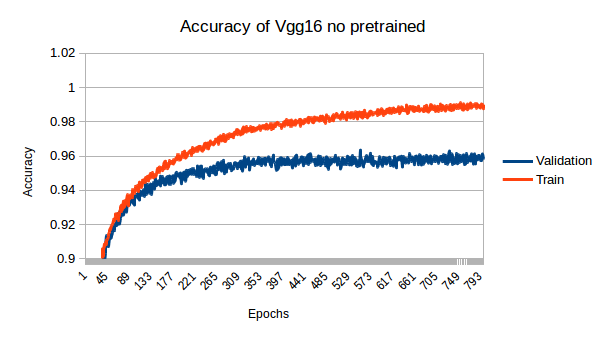 Accuracy of Vgg16 no pretrained
1.02
1
0.98
0.96
0.94
0.92
0.9
Accuracy
1 45 89 133 177 221 265 309 353 397 441 485 529 573 617 661 705 749 793
Epochs
Validation
Train